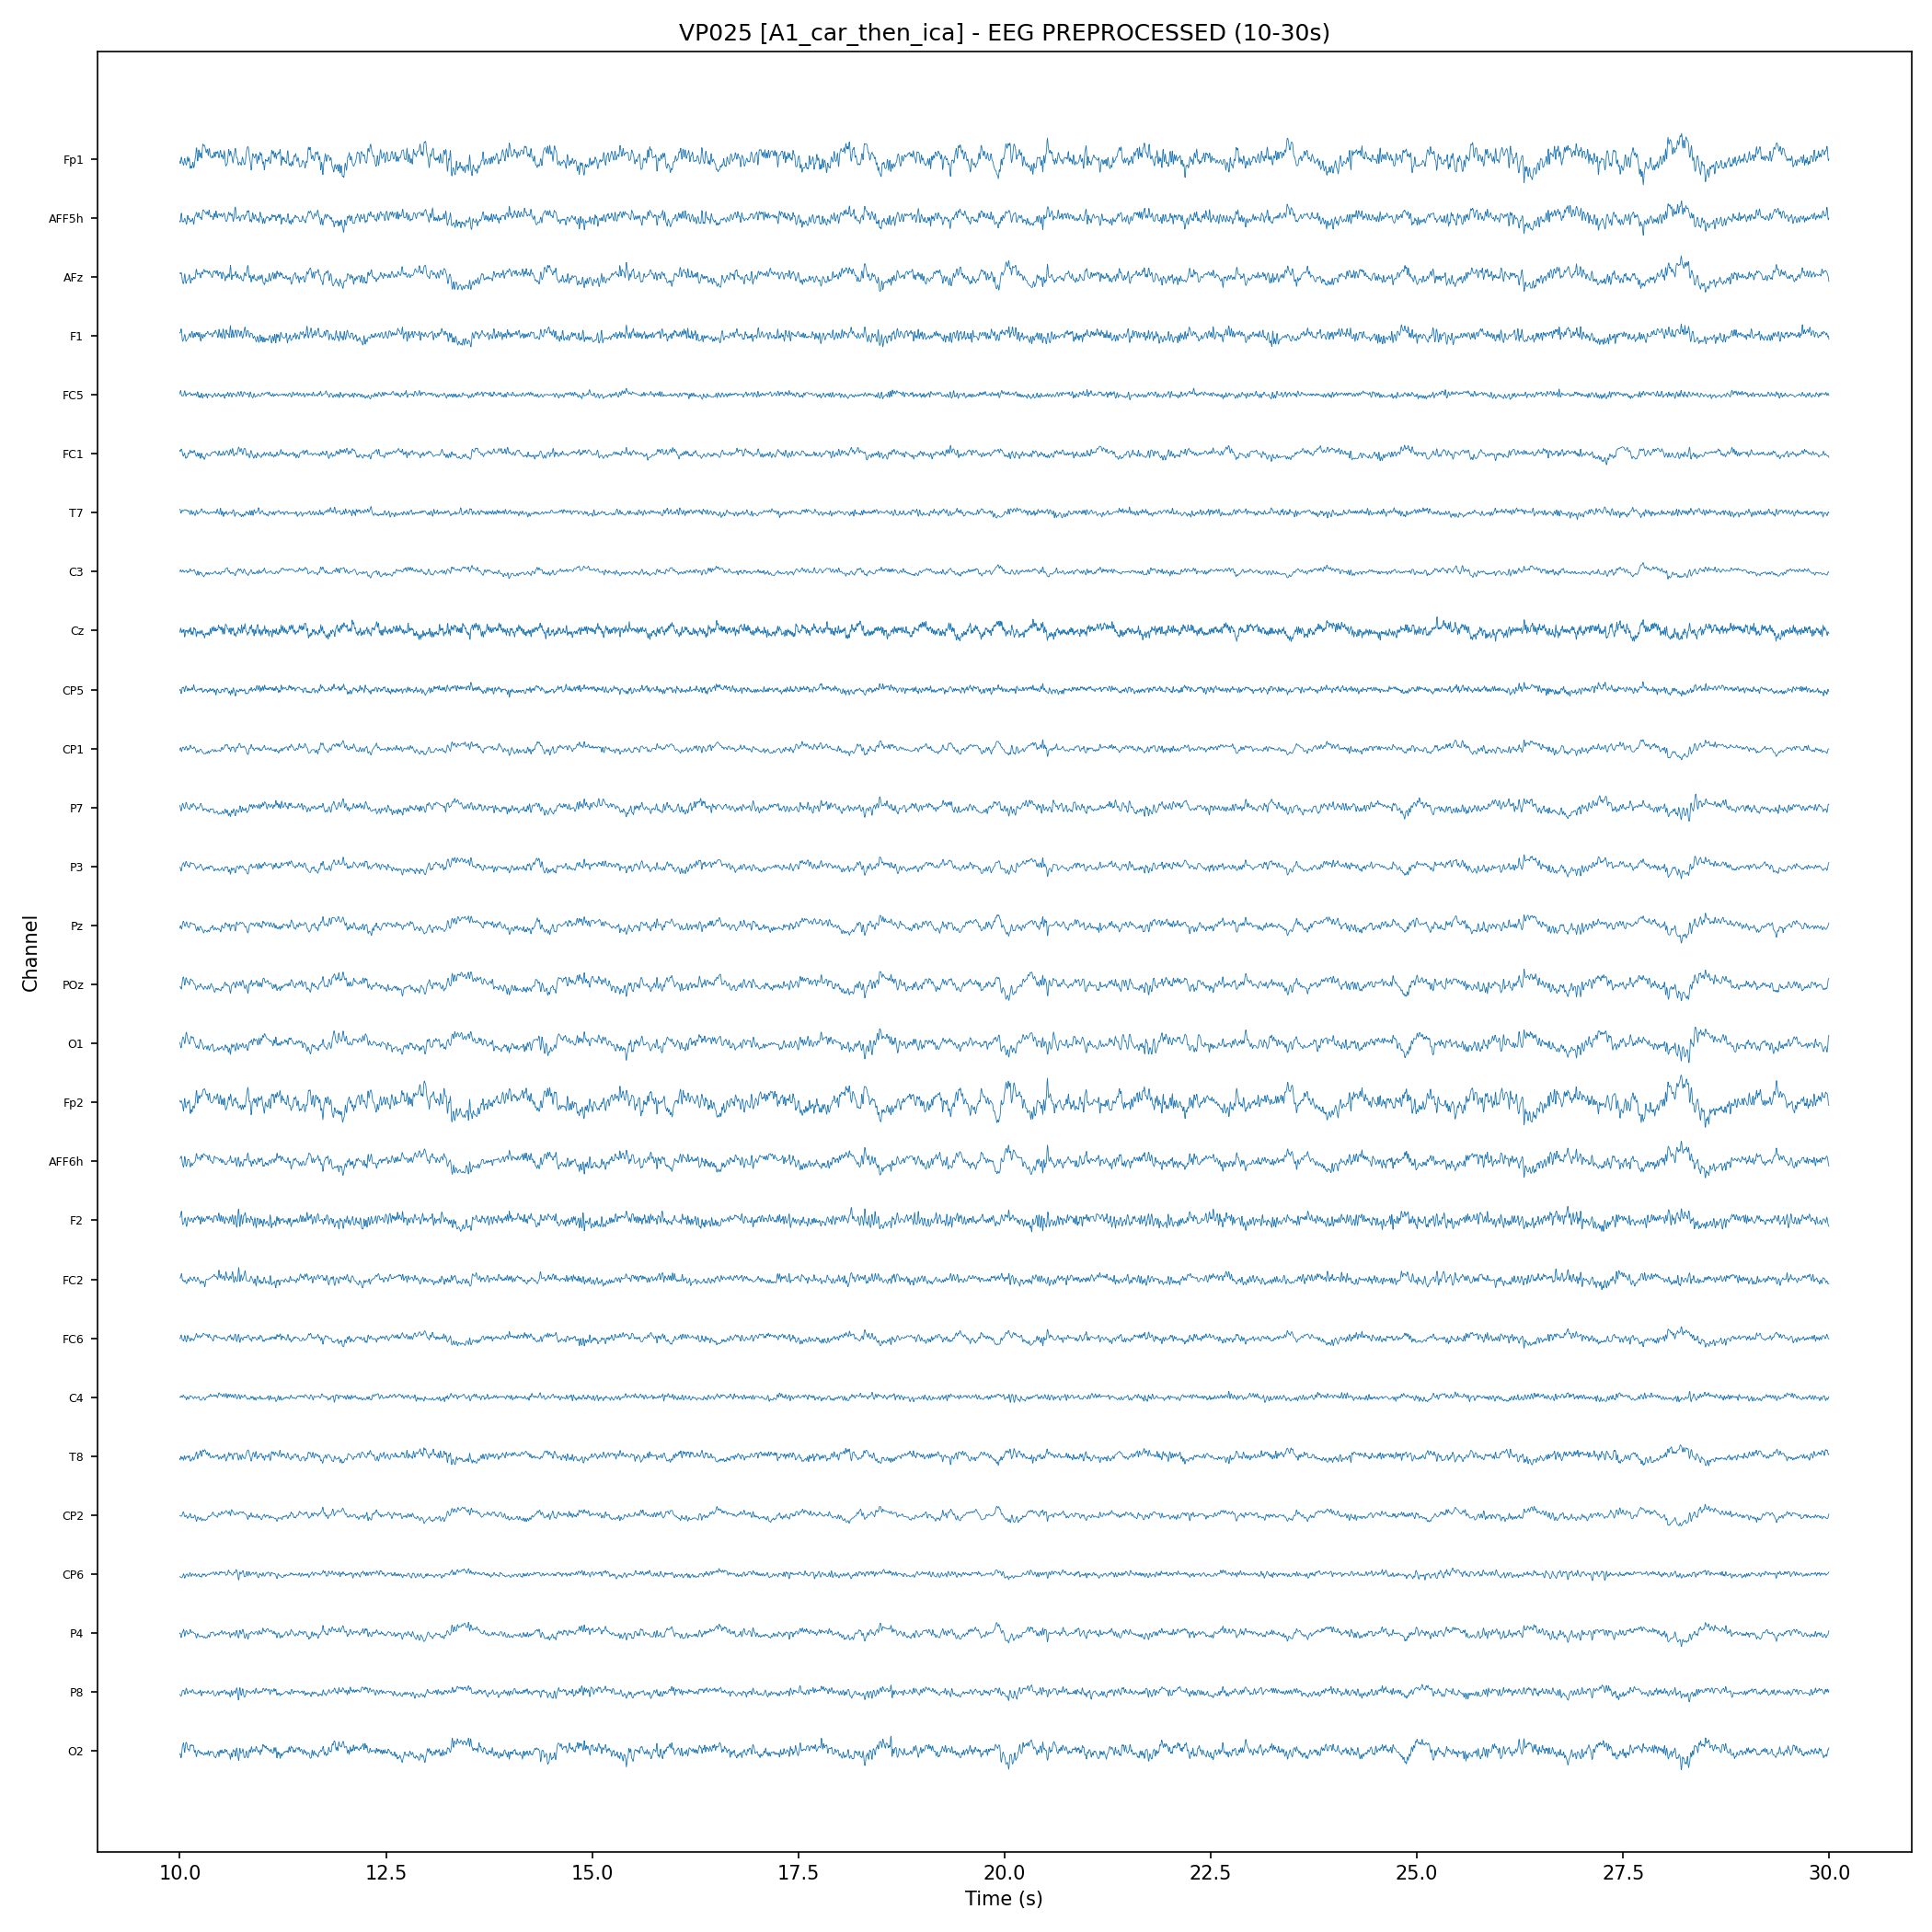 VP025 [A1_car_then_ica] - EEG PREPROCESSED (10-30s)
Fp1
AFF5h
AFz
F1
FC5
FC1
T7
C3
Cz
CP5
CP1
P7
P3
Pz
POz
O1
Fp2
AFF6h
F2
FC2
FC6
C4
T8
CP2
CP6
P4
P8
O2
Channel
10.0 12.5 15.0 17.5 20.0 22.5 25.0 27.5 30.0
Time (s)